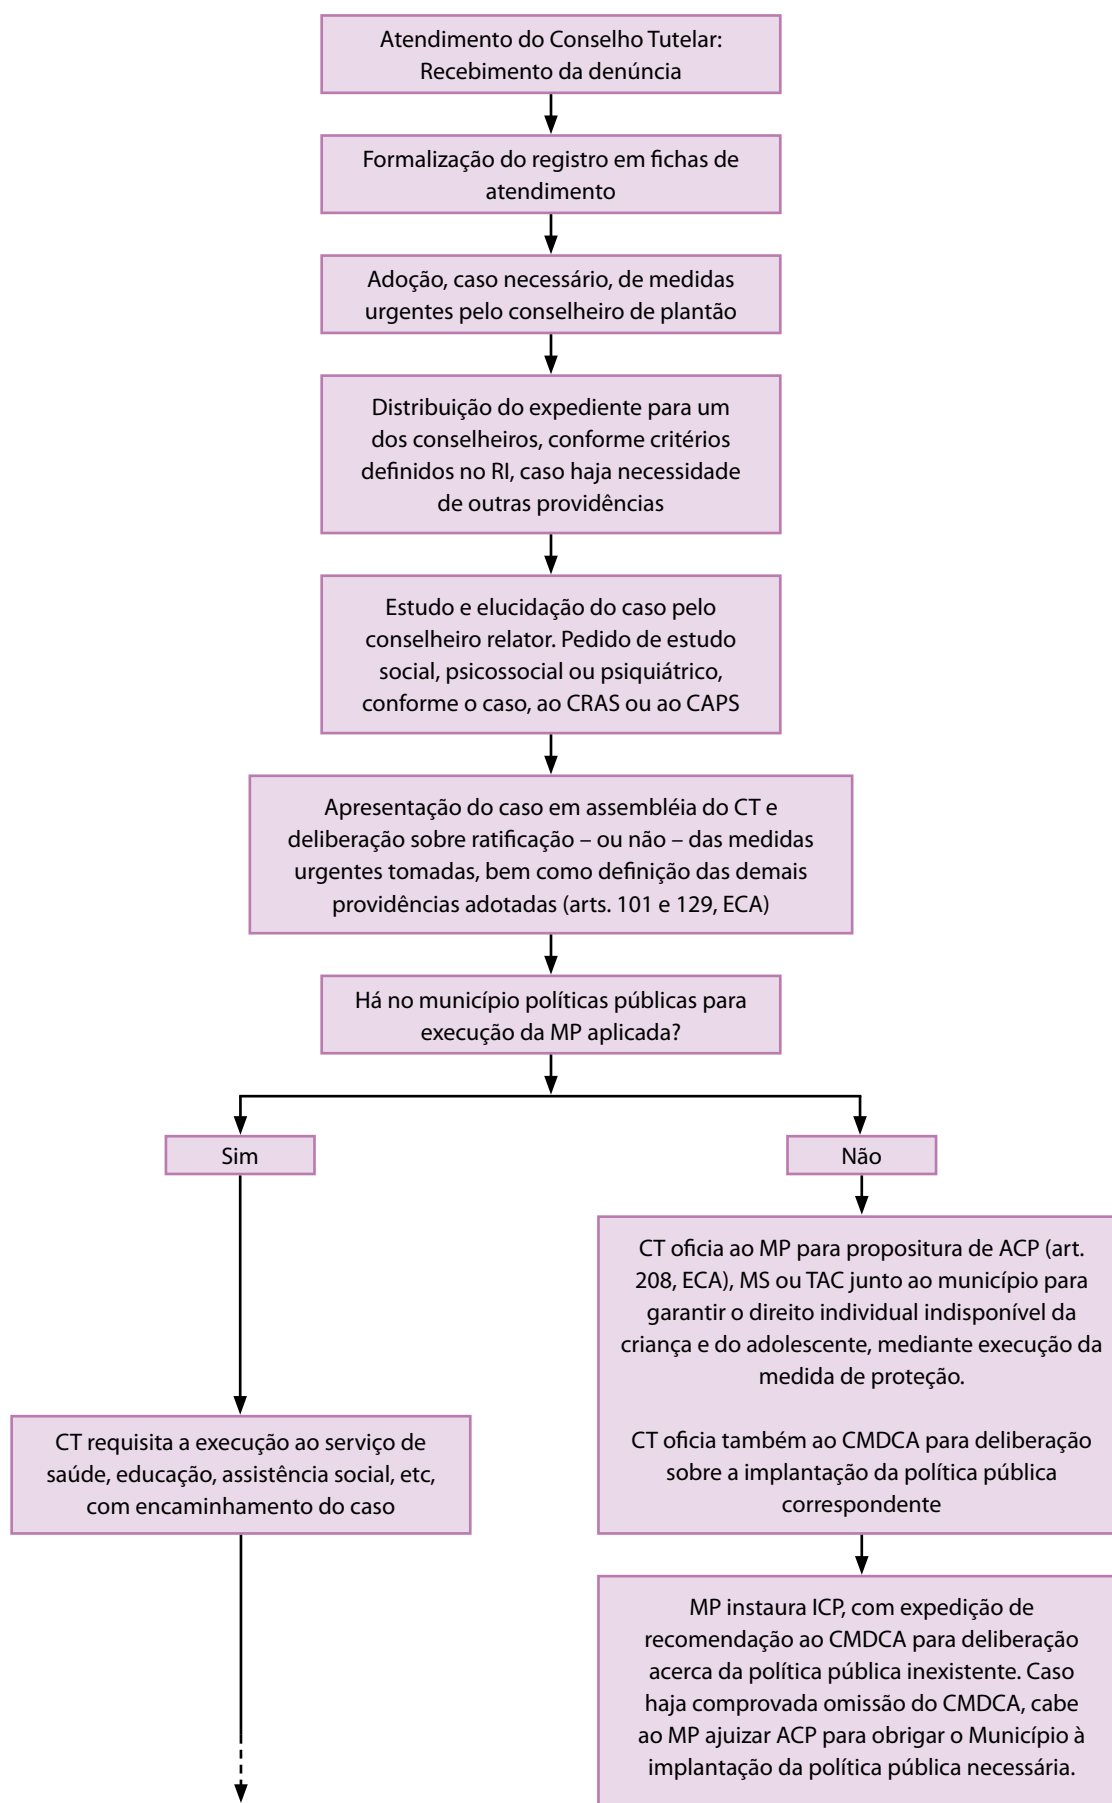 Atendimento do Conselho Tutelar:
Recebimento da denúncia
Formalização do registro em fichas de
atendimento
Adoção, caso necessário, de medidas
urgentes pelo conselheiro de plantão
Distribuição do expediente para um
dos conselheiros, conforme critérios
definidos no RI, caso haja necessidade
de outras providências
Estudo e elucidação do caso pelo
conselheiro relator. Pedido de estudo
social, psicossocial ou psiquiátrico,
conforme o caso, ao CRAS ou ao CAPS
Apresentação do caso em assembléia do CT e
deliberação sobre ratificação – ou não – das medidas
urgentes tomadas, bem como definição das demais
providências adotadas (arts. 101 e 129, ECA)
Há no município políticas públicas para
execução da MP aplicada?
Sim
Não
CT requisita a execução ao serviço de
saúde, educação, assistência social, etc,
com encaminhamento do caso
CT oficia ao MP para propositura de ACP (art.
208, ECA), MS ou TAC junto ao município para
garantir o direito individual indisponível da
criança e do adolescente, mediante execução da
medida de proteção.
CT oficia também ao CMDCA para deliberação
sobre a implantação da política pública
correspondente
MP instaura ICP, com expedição de
recomendação ao CMDCA para deliberação
acerca da política pública inexistente. Caso
haja comprovada omissão do CMDCA, cabe
ao MP ajuizar ACP para obrigar o Município à
implantação da política pública necessária.